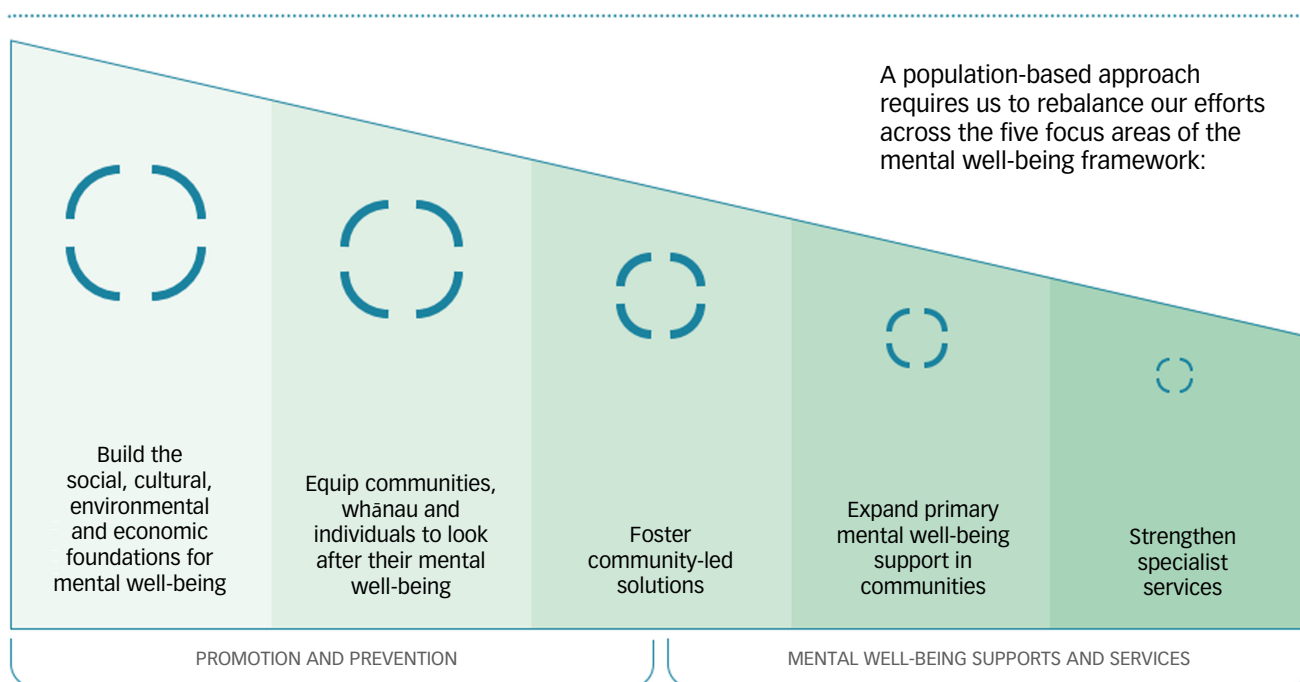 A population-based approach
requires us to rebalance our efforts
across the five focus areas of the
mental well-being framework:
Build the
social, cultural,
environmental
and economic
foundations for
mental well-being
Equip communities,
whānau and
individuals to look
after their mental
well-being
Foster
community-led
solutions
Expand primary
mental well-being
support in
communities
Strengthen
specialist
services
PROMOTION AND PREVENTION
MENTAL WELL-BEING SUPPORTS AND SERVICES